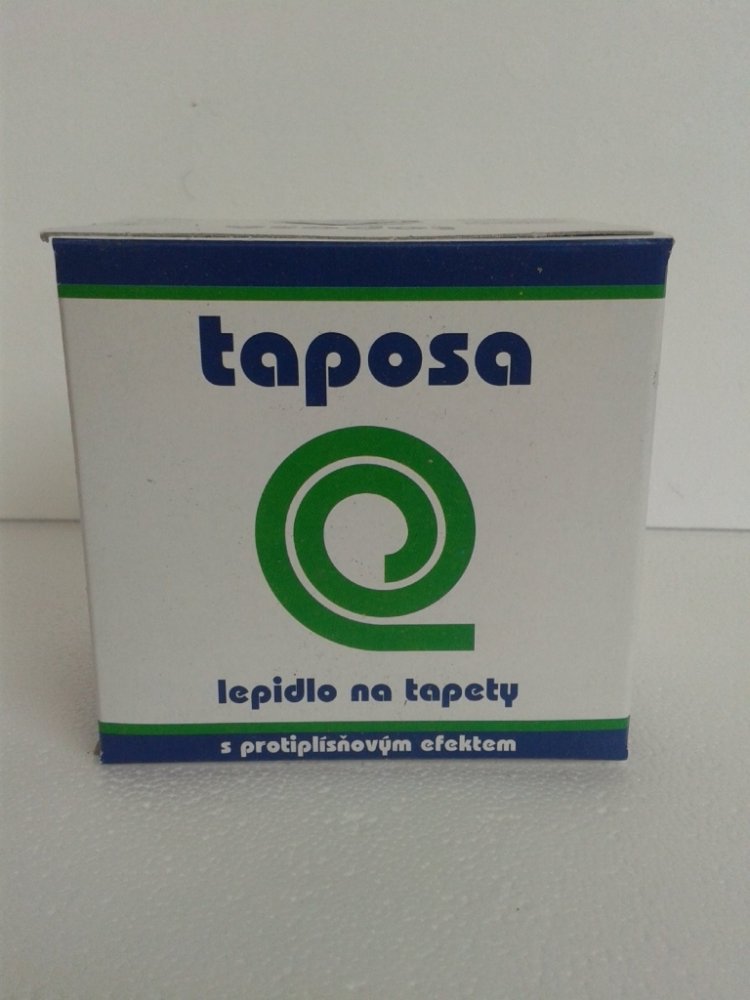 taposa
lepidlo na tapety
s protiplísňovým efektem